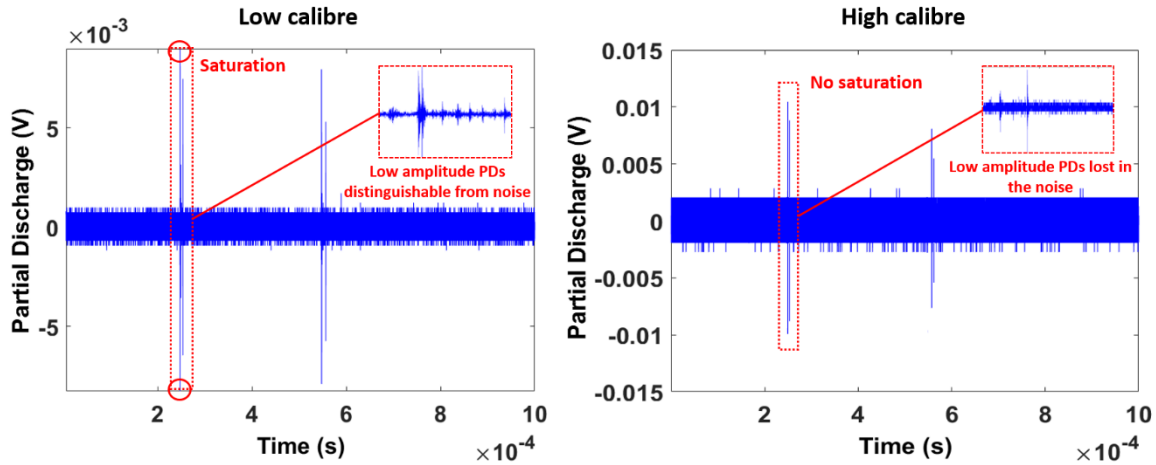 Low calibre
×10⁻³
Saturation
Low amplitude PDs
distinguishable from noise
5
0
-5
Partial Discharge (V)
2
4
6
8
10
Time (s)
×10⁻⁴
High calibre
0.015
0.01
0.005
0
-0.005
-0.01
-0.015
No saturation
Low amplitude PDs lost in
the noise
Partial Discharge (V)
2
4
6
8
10
Time (s)
×10⁻⁴